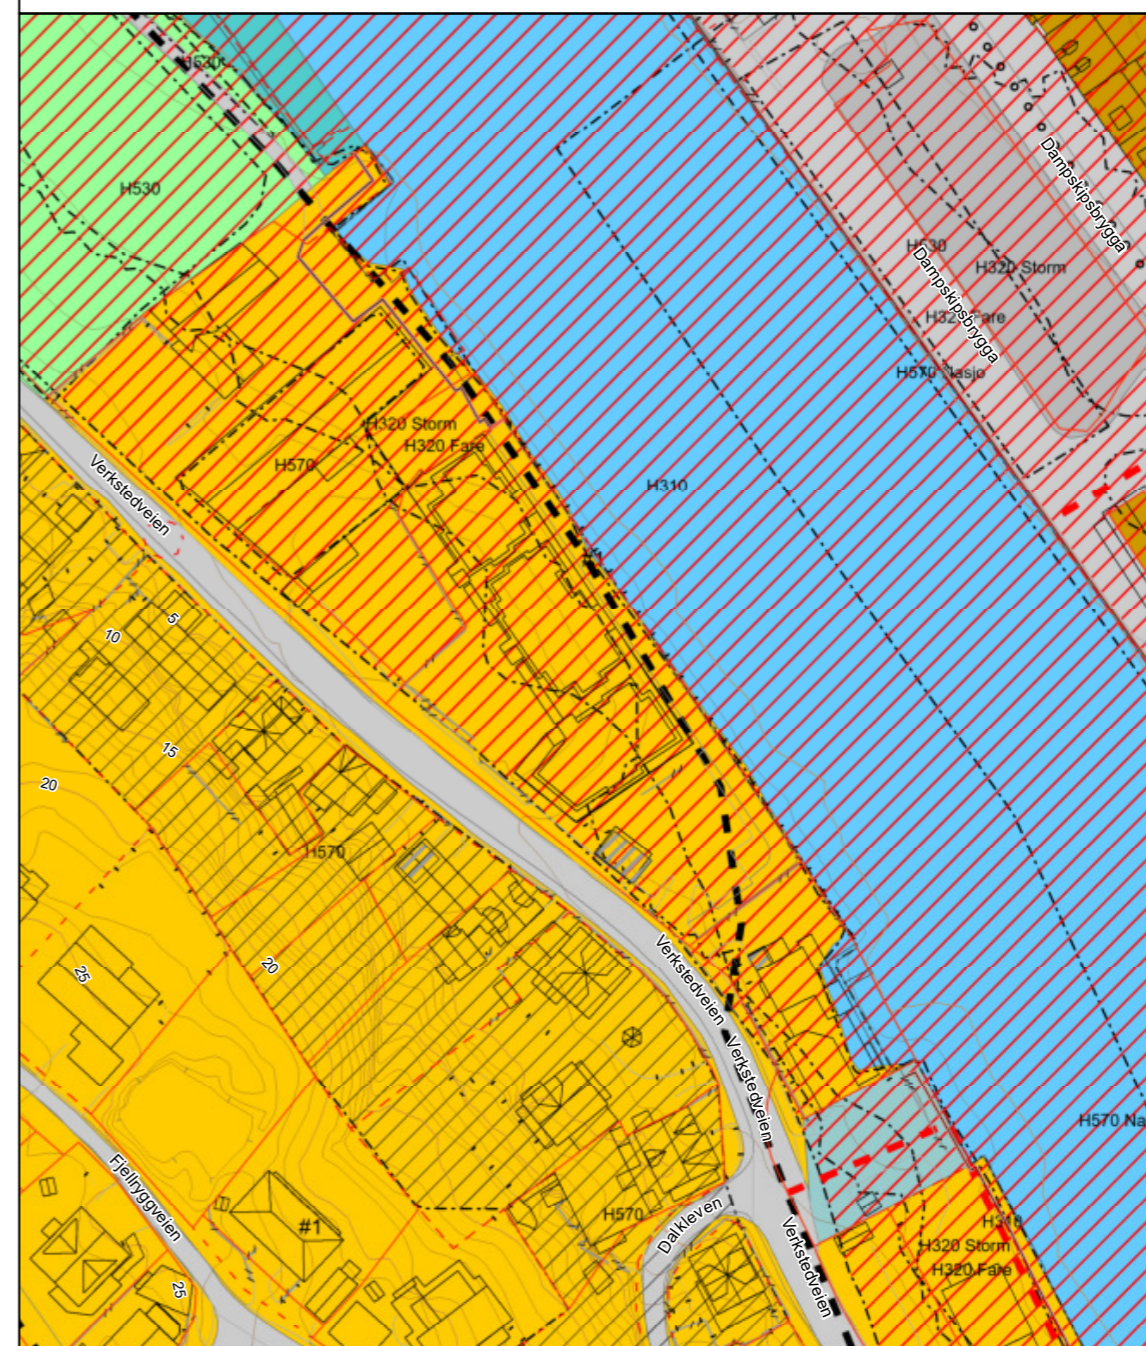 H530
H530
Dampskipsbrygga
H530
H320 Storm
Dampskipsbrygga
H320 Fare
H570 Nasjo
H320 Storm
H320 Fare
H570
Verkstedveien
H310
5
10
15
20
H570
20
25
Verkstedveien
Verkstedveien
H570 Na
Fjellryggveien
#1
H570
Dalkleven
Verkstedveien
H310
H320 Storm
H320 Fare
25